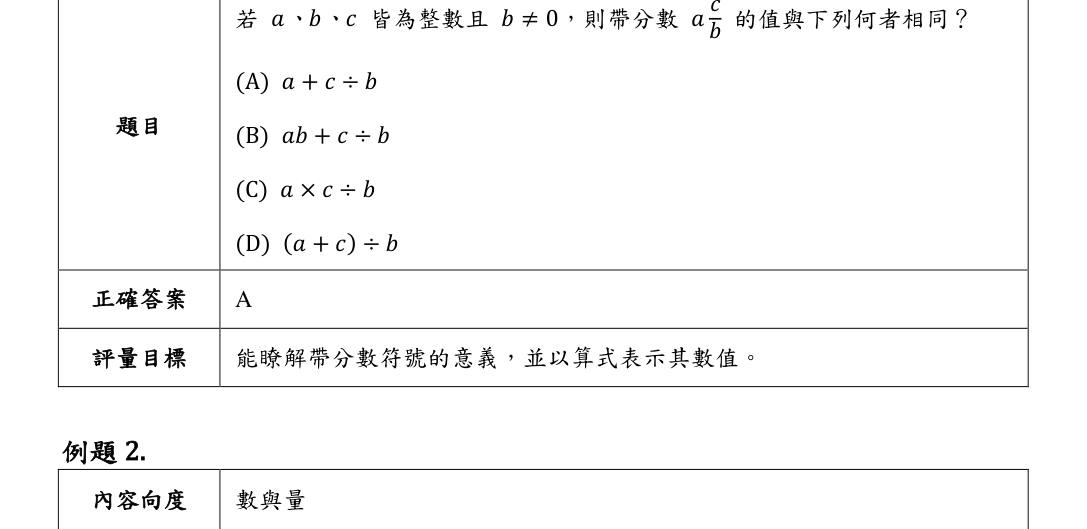 若 a、b、c 皆為整數且 b ≠ 0，則帶分數 a c/b 的值與下列何者相同？
(A) a + c ÷ b
題目
(B) ab + c ÷ b
(C) a × c ÷ b
(D) (a + c) ÷ b
正確答案 A
評量目標 能瞭解帶分數符號的意義，並以算式表示其數值。
例題 2.
內容向度 數與量